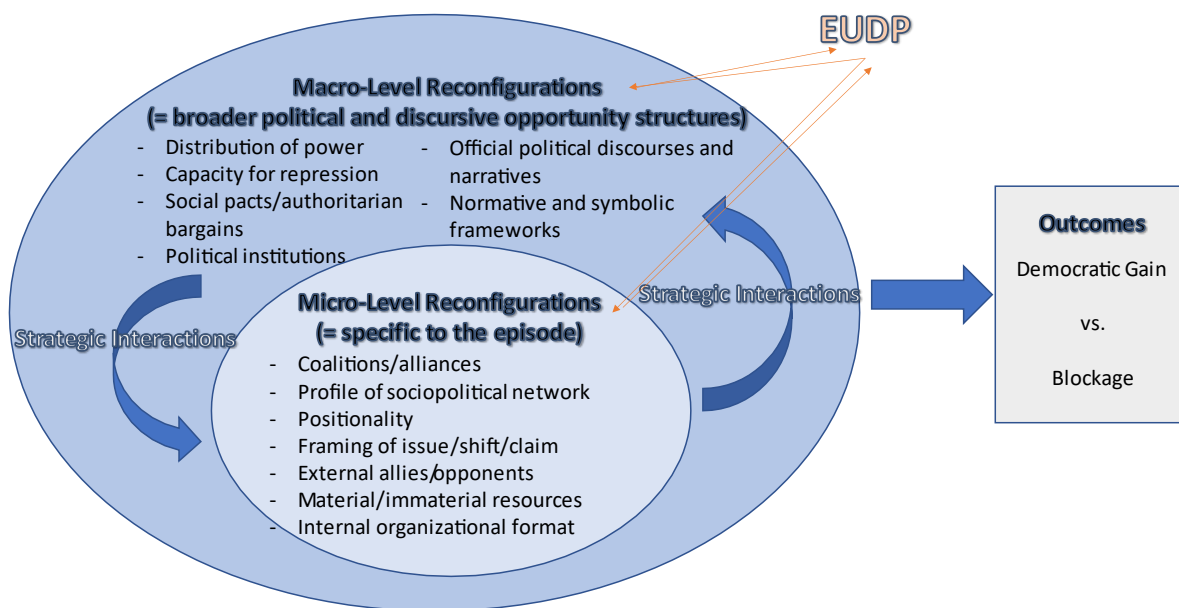 EUDP
Macro-Level Reconfigurations
(= broader political and discursive opportunity structures)
- Distribution of power
- Capacity for repression
- Social pacts/authoritarian
bargains
- Political institutions
- Official political discourses and
narratives
- Normative and symbolic
frameworks
Strategic Interactions
Micro-Level Reconfigurations
(= specific to the episode)
- Coalitions/alliances
- Profile of sociopolitical network
- Positionality
- Framing of issue/shift/claim
- External allies/opponents
- Material/immaterial resources
- Internal organizational format
Strategic Interactions
Outcomes
Democratic Gain
vs.
Blockage